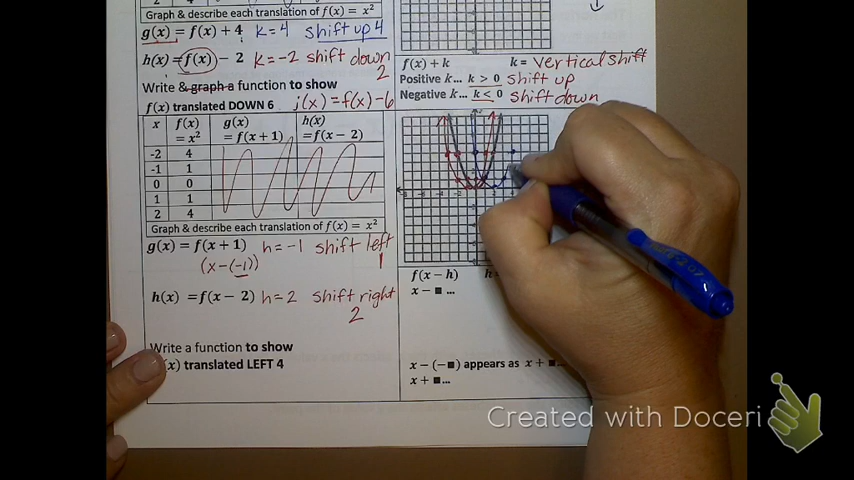 2 4
Graph & describe each translation of f(x) = x²
g(x) = f(x) + 4 k = 4 shift up 4
h(x) = f(x) − 2 k = −2 shift down
2
Write & graph a function to show
f(x) translated DOWN 6 j(x) = f(x) − 6
x f(x) = x² g(x) = f(x + 1) h(x) = f(x − 2)
-2 4
-1 1
0 0
1 1
2 4
Graph & describe each translation of f(x) = x²
g(x) = f(x + 1) h = −1 shift left
1
(x − (−1))
h(x) = f(x − 2) h = 2 shift right
2
Write a function to show
(x) translated LEFT 4
f(x) + k k = vertical shift
Positive k… k > 0 shift up
Negative k… k < 0 shift down
f(x − h) h
x − ■ …
x − (−■) appears as x + ■
x + ■…
Created with Doceri